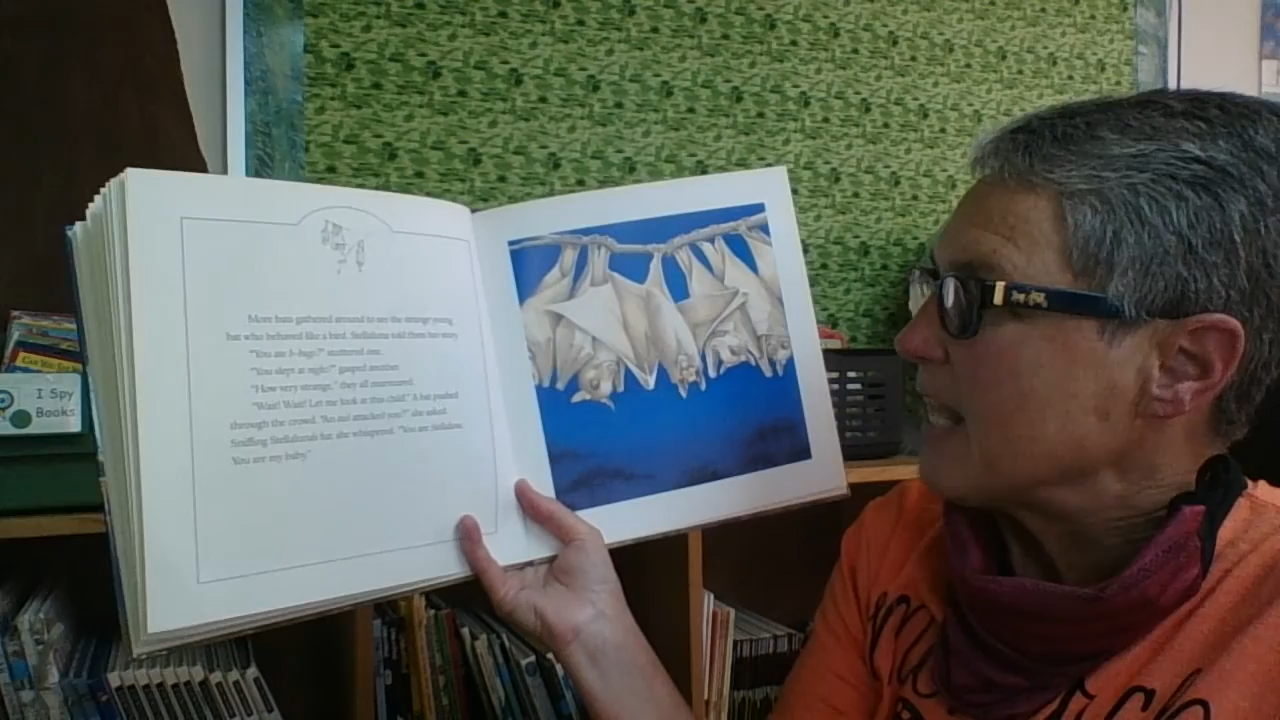 More bats gathered around to see the strange young
bat who behaved like a bird. Stellaluna told them her story.
"You ate b-bugs?" stuttered one.
"You slept at night?" gasped another.
"How very strange," they all murmured.
"Wait! Wait! Let me look at this child." A bat pushed
through the crowd. "An owl attacked you?" she asked.
Sniffing Stellaluna's fur, she whispered, "You are Stellaluna.
You are my baby."
I Spy
Books